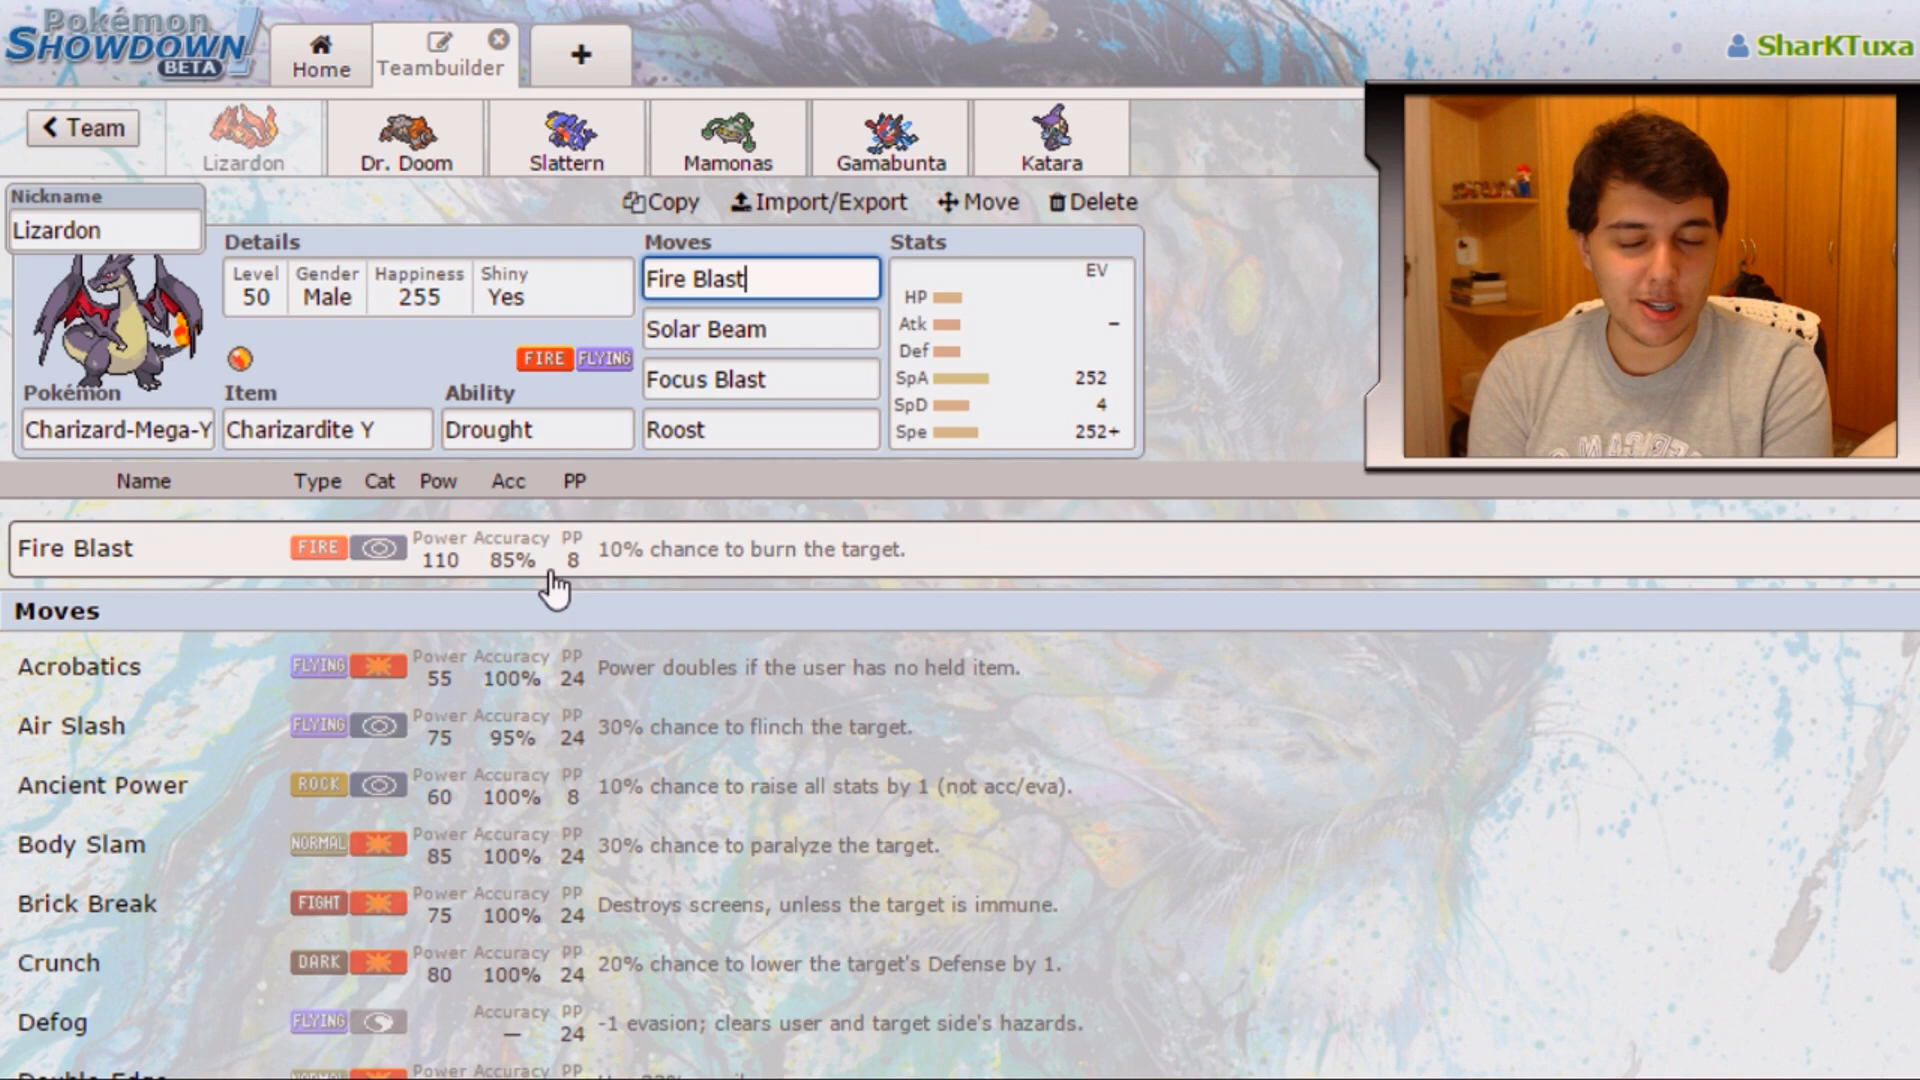 Pokémon
SHOWDOWN!
BETA
Home
Teambuilder
+
SharKTuxa
Team
Lizardon
Dr. Doom
Slattern
Mamonas
Gamabunta
Katara
Nickname
Lizardon
Copy
Import/Export
Move
Delete
Details
Level
50
Gender
Male
Happiness
255
Shiny
Yes
FIRE
FLYING
Pokémon
Charizard-Mega-Y
Item
Charizardite Y
Ability
Drought
Moves
Fire Blast
Solar Beam
Focus Blast
Roost
Stats
EV
HP
Atk –
Def
SpA 252
SpD 4
Spe 252+
Name Type Cat Pow Acc PP
Fire Blast FIRE Power 110 Accuracy 85% PP 8 10% chance to burn the target.
Moves
Acrobatics FLYING Power 55 Accuracy 100% PP 24 Power doubles if the user has no held item.
Air Slash FLYING Power 75 Accuracy 95% PP 24 30% chance to flinch the target.
Ancient Power ROCK Power 60 Accuracy 100% PP 8 10% chance to raise all stats by 1 (not acc/eva).
Body Slam NORMAL Power 85 Accuracy 100% PP 24 30% chance to paralyze the target.
Brick Break FIGHT Power 75 Accuracy 100% PP 24 Destroys screens, unless the target is immune.
Crunch DARK Power 80 Accuracy 100% PP 24 20% chance to lower the target's Defense by 1.
Defog FLYING Accuracy — PP 24 -1 evasion; clears user and target side's hazards.
Power Accuracy PP